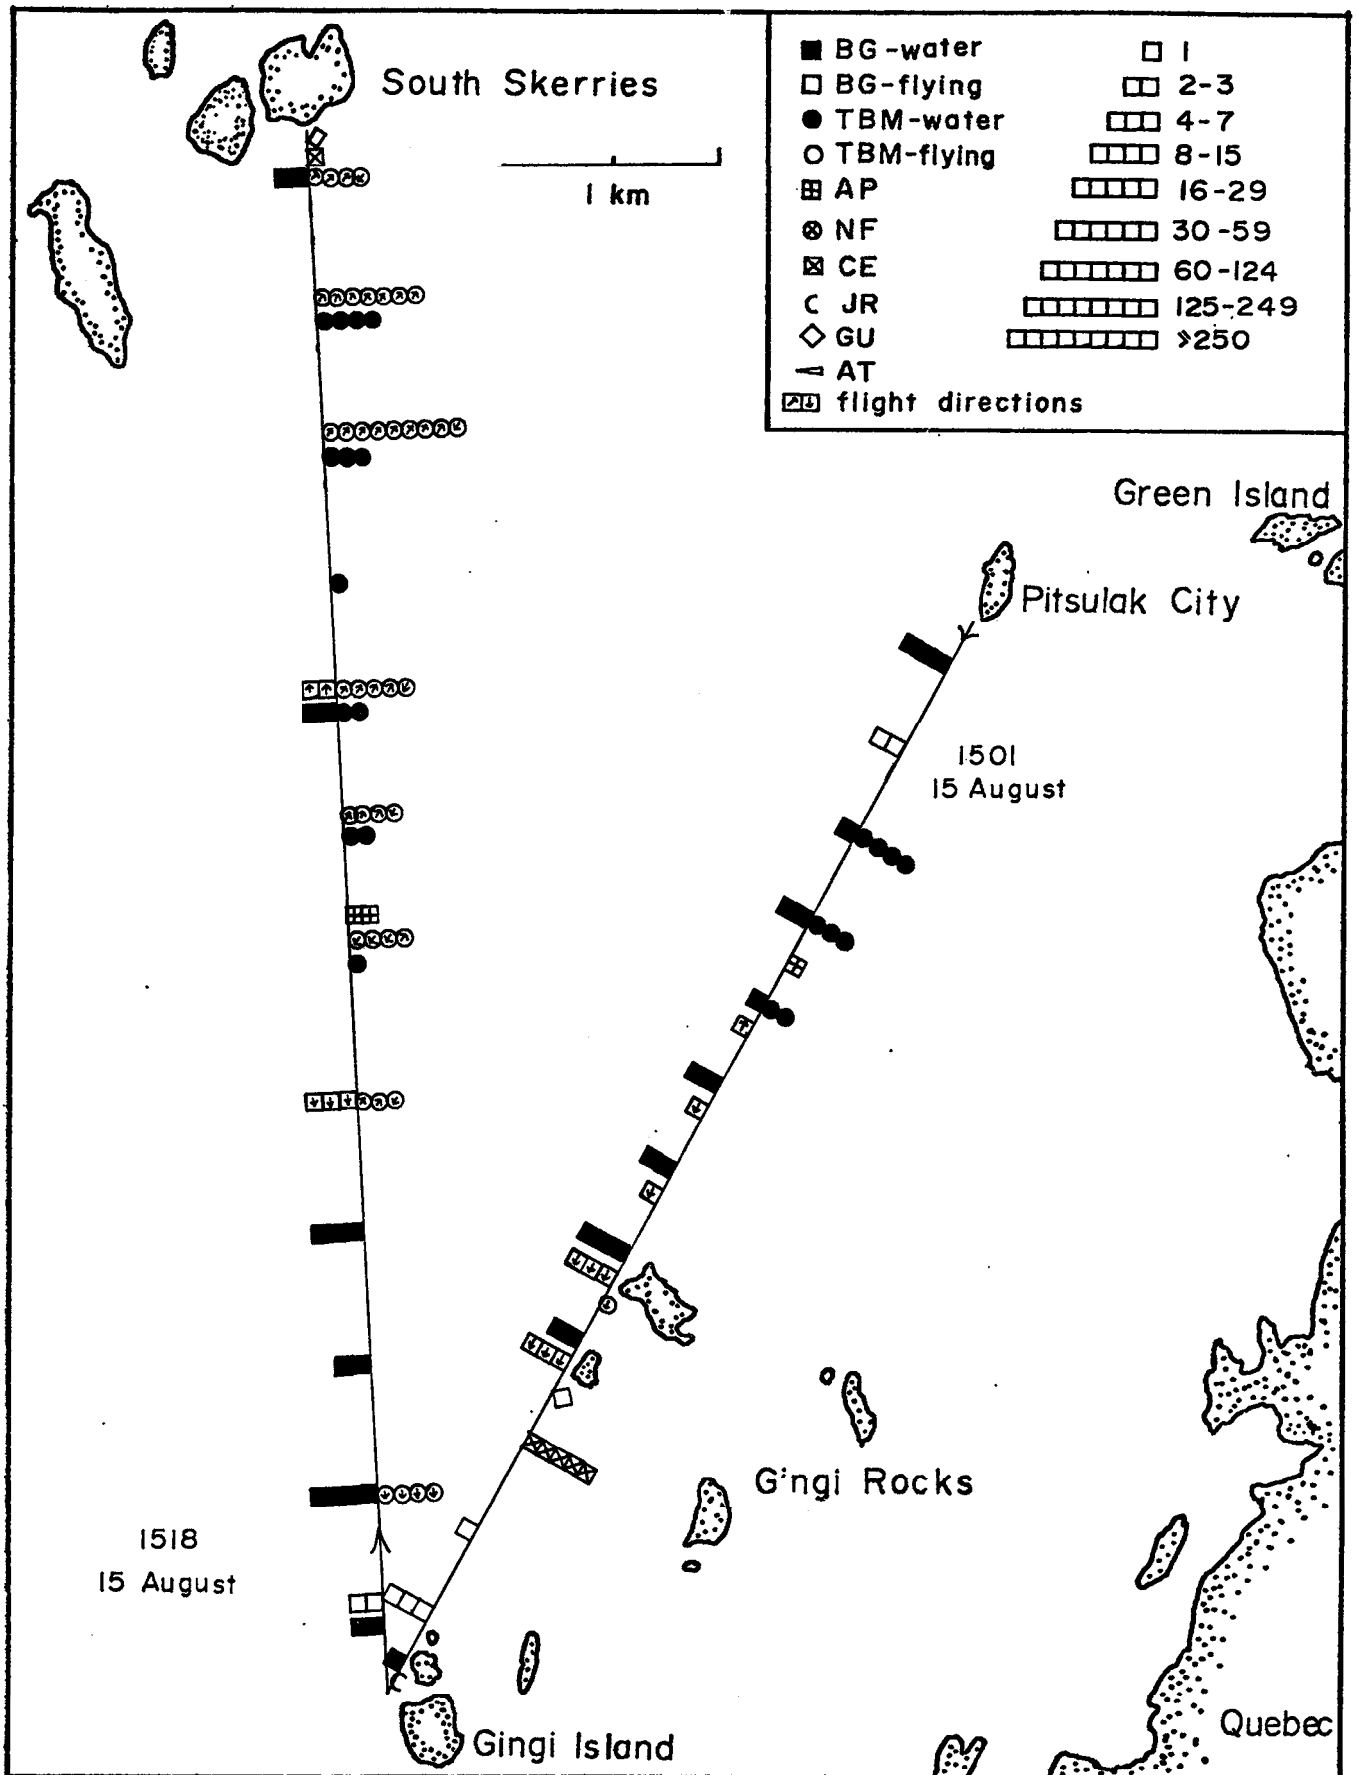 South Skerries
1 km
BG-water
BG-flying
TBM-water
TBM-flying
AP
NF
CE
JR
GU
AT
flight directions
1
2-3
4-7
8-15
16-29
30-59
60-124
125-249
⩾250
Green Island
Pitsulak City
1501
15 August
G'ngi Rocks
1518
15 August
Gingi Island
Quebec